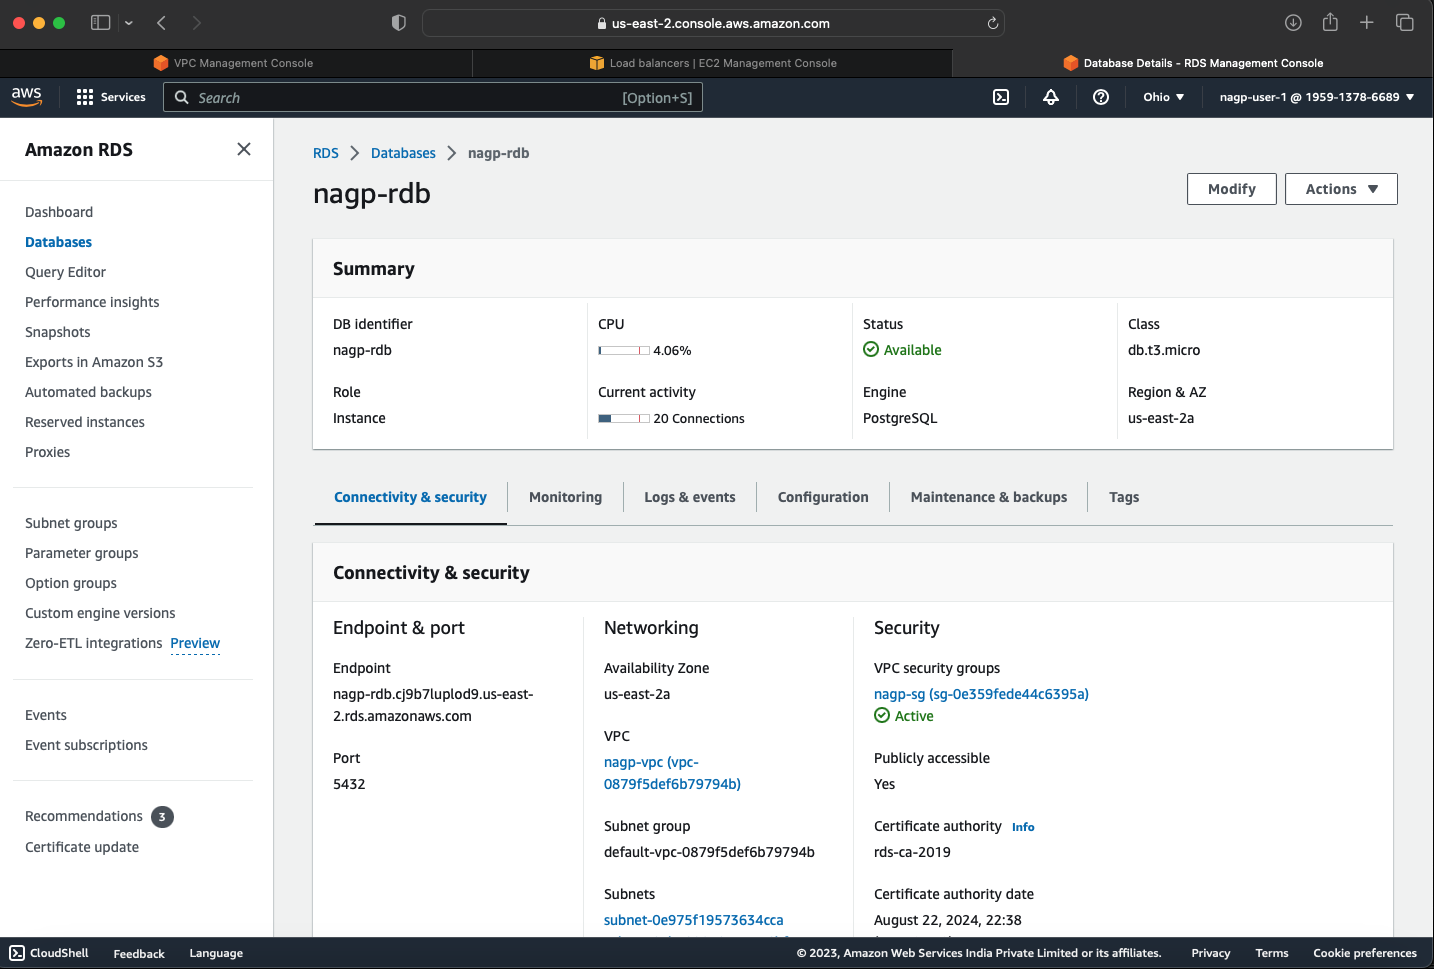 us-east-2.console.aws.amazon.com
VPC Management Console
Load balancers | EC2 Management Console
Database Details - RDS Management Console
aws
Services
Search
[Option+S]
Ohio
nagp-user-1 @ 1959-1378-6689
Amazon RDS
Dashboard
Databases
Query Editor
Performance insights
Snapshots
Exports in Amazon S3
Automated backups
Reserved instances
Proxies
Subnet groups
Parameter groups
Option groups
Custom engine versions
Zero-ETL integrations Preview
Events
Event subscriptions
Recommendations 3
Certificate update
RDS > Databases > nagp-rdb
nagp-rdb
Modify
Actions
Summary
DB identifier
nagp-rdb
CPU
4.06%
Status
Available
Class
db.t3.micro
Role
Instance
Current activity
20 Connections
Engine
PostgreSQL
Region & AZ
us-east-2a
Connectivity & security
Monitoring
Logs & events
Configuration
Maintenance & backups
Tags
Connectivity & security
Endpoint & port
Endpoint
nagp-rdb.cj9b7luplod9.us-east-
2.rds.amazonaws.com
Port
5432
Networking
Availability Zone
us-east-2a
VPC
nagp-vpc (vpc-
0879f5def6b79794b)
Subnet group
default-vpc-0879f5def6b79794b
Subnets
subnet-0e975f19573634cca
Security
VPC security groups
nagp-sg (sg-0e359fede44c6395a)
Active
Publicly accessible
Yes
Certificate authority Info
rds-ca-2019
Certificate authority date
August 22, 2024, 22:38
CloudShell
Feedback
Language
© 2023, Amazon Web Services India Private Limited or its affiliates.
Privacy
Terms
Cookie preferences